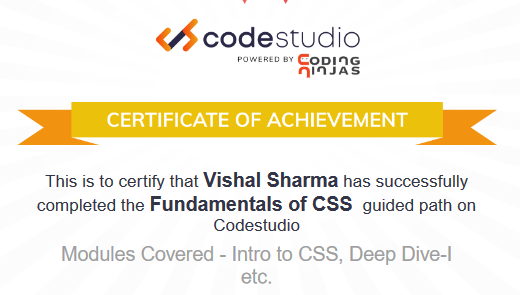 codestudio
POWERED BY CODING NINJAS
CERTIFICATE OF ACHIEVEMENT
This is to certify that Vishal Sharma has successfully
completed the Fundamentals of CSS guided path on
Codestudio
Modules Covered - Intro to CSS, Deep Dive-I
etc.